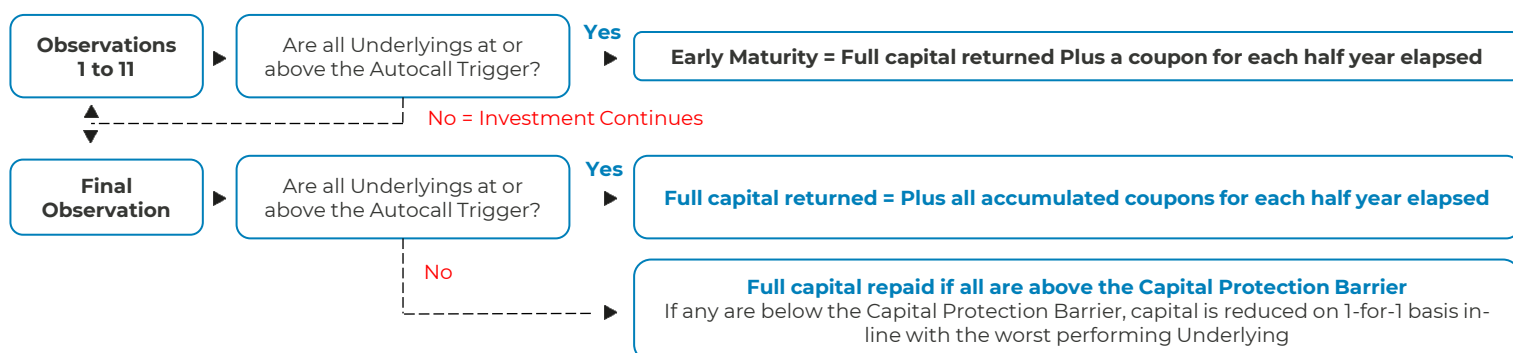 Observations
1 to 11
Are all Underlyings at or
above the Autocall Trigger?
Yes
Early Maturity = Full capital returned Plus a coupon for each half year elapsed
No = Investment Continues
Final
Observation
Are all Underlyings at or
above the Autocall Trigger?
Yes
Full capital returned = Plus all accumulated coupons for each half year elapsed
No
Full capital repaid if all are above the Capital Protection Barrier
If any are below the Capital Protection Barrier, capital is reduced on 1-for-1 basis in-
line with the worst performing Underlying